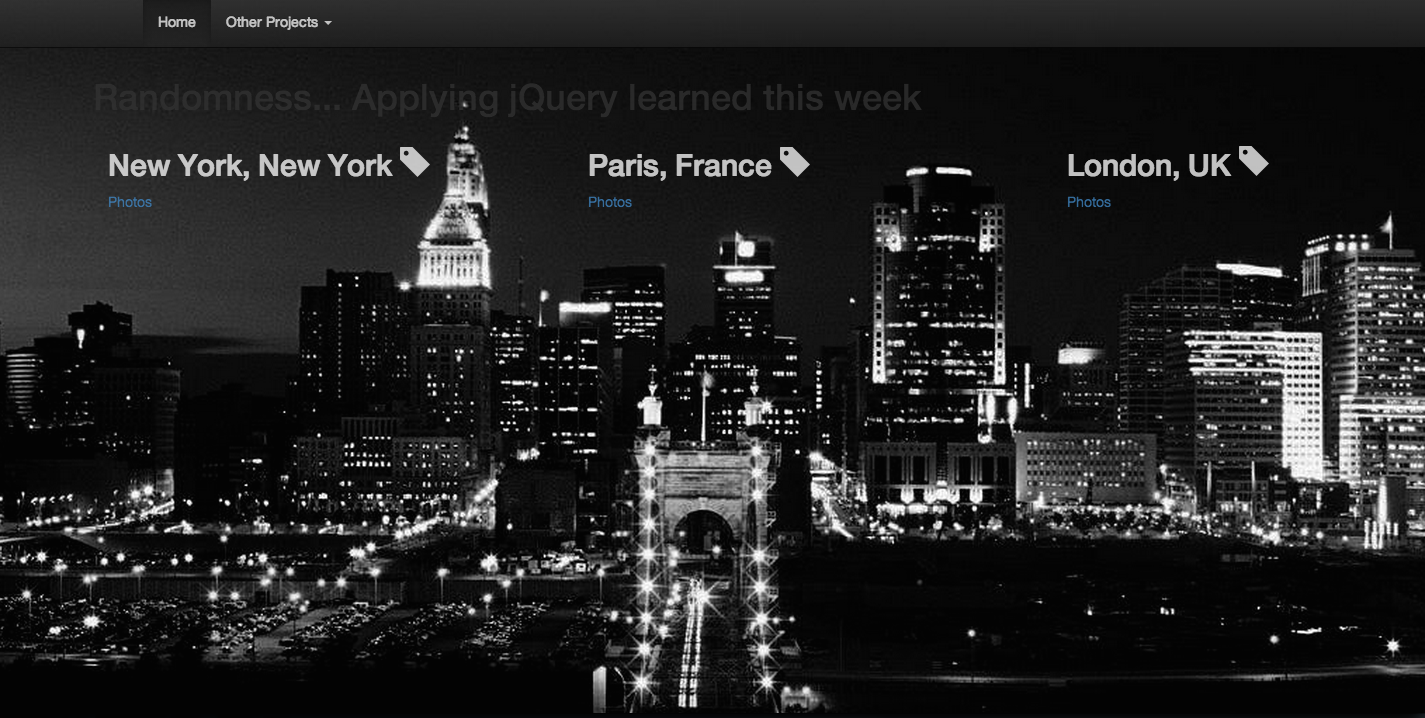 Home Other Projects
Randomness... Applying jQuery learned this week
New York, New York Paris, France London, UK
Photos Photos Photos